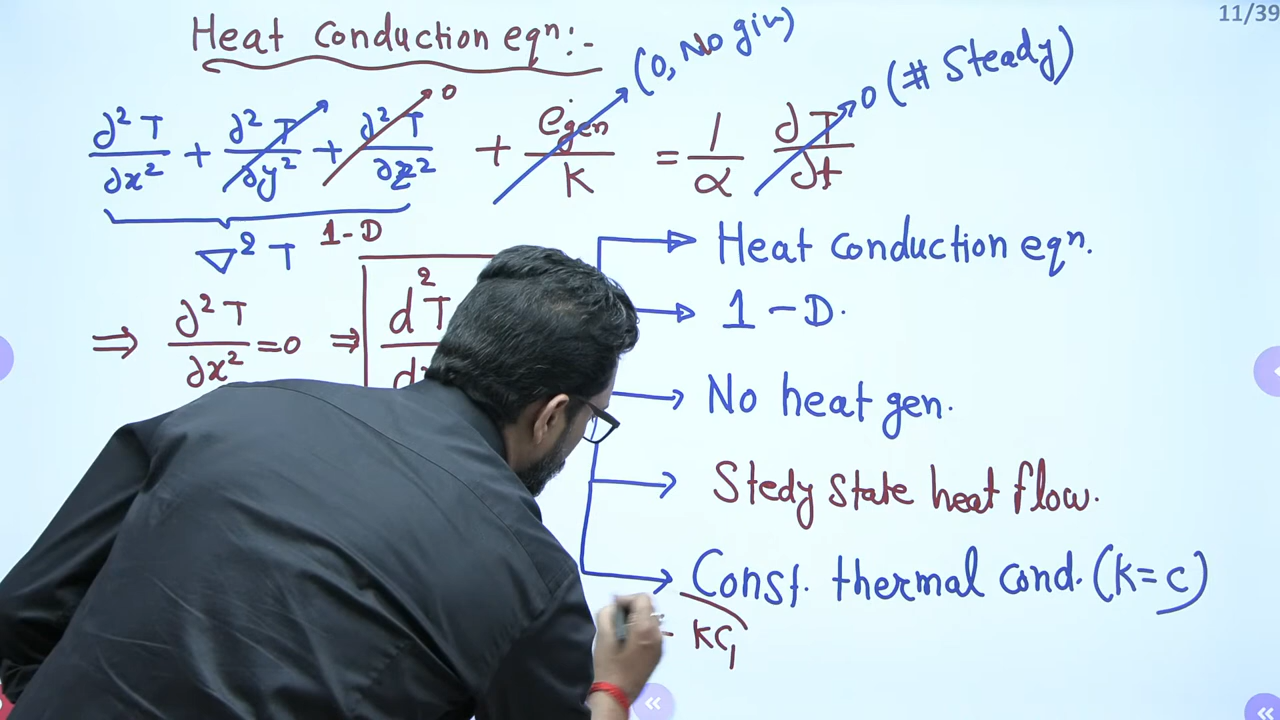 11/39
Heat Conduction eqⁿ:-
∂²T/∂x² + ∂²T/∂y² + ∂²T/∂z² + ėgen/K = 1/α ∂T/∂t
0
(0, No gin)
0 (# Steady)
∇²T
1-D
⇒ ∂²T/∂x² = 0 ⇒ d²T
→ Heat Conduction eqⁿ.
→ 1-D.
→ No heat gen.
→ Stedy State heat flow.
→ Const. thermal cond. (K=C)
- KC₁